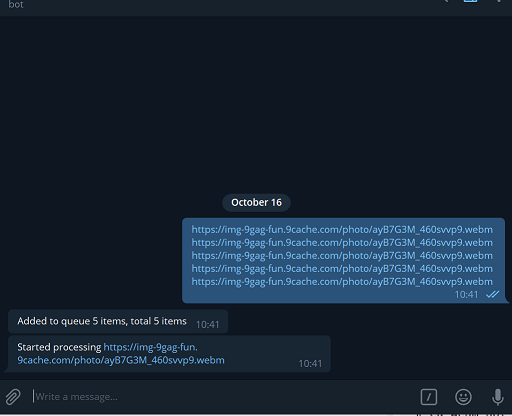 bot
October 16
https://img-9gag-fun.9cache.com/photo/ayB7G3M_460svvp9.webm
https://img-9gag-fun.9cache.com/photo/ayB7G3M_460svvp9.webm
https://img-9gag-fun.9cache.com/photo/ayB7G3M_460svvp9.webm
https://img-9gag-fun.9cache.com/photo/ayB7G3M_460svvp9.webm
https://img-9gag-fun.9cache.com/photo/ayB7G3M_460svvp9.webm
10:41
Added to queue 5 items, total 5 items 10:41
Started processing https://img-9gag-fun.
9cache.com/photo/ayB7G3M_460svvp9.webm
10:41
Write a message...